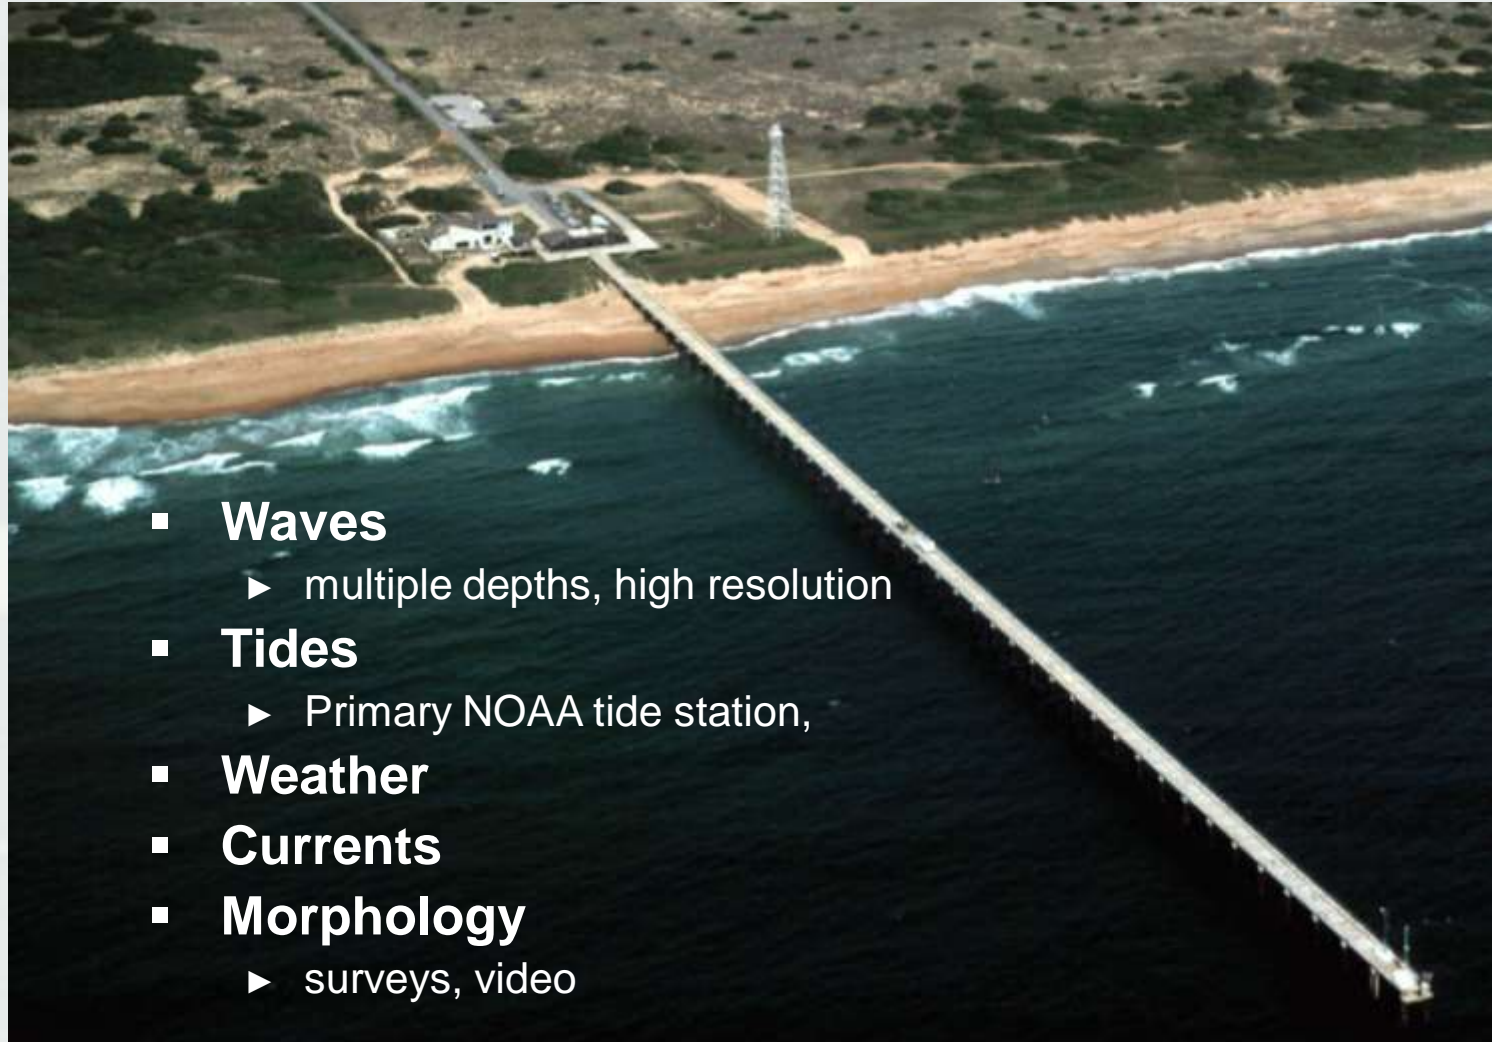 ▪ Waves
► multiple depths, high resolution
▪ Tides
► Primary NOAA tide station,
▪ Weather
▪ Currents
▪ Morphology
► surveys, video